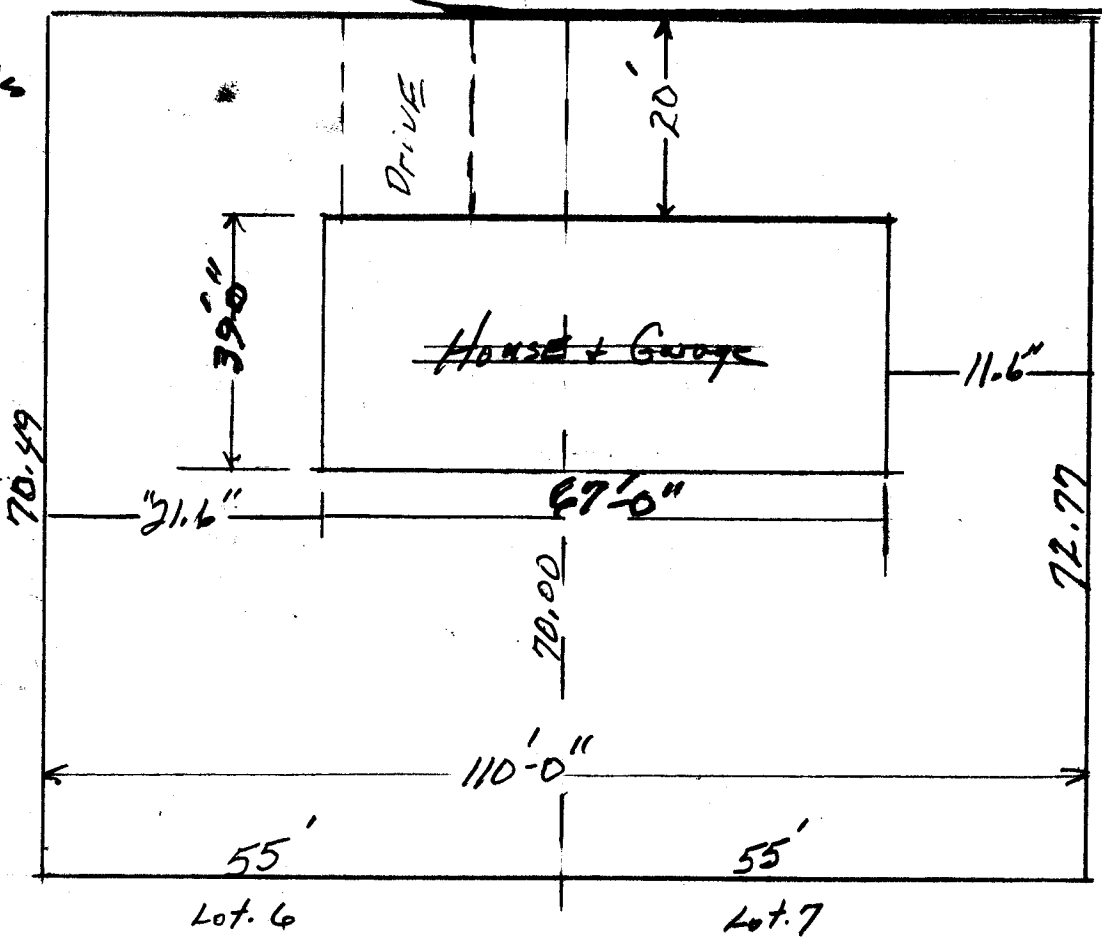 DrivE
20'
39'-0"
HousE + Garage
11.6"
70.49
"21.6"
67'-0"
72.77
70.00
110'-0"
55'
55'
Lot. 6
Lot. 7